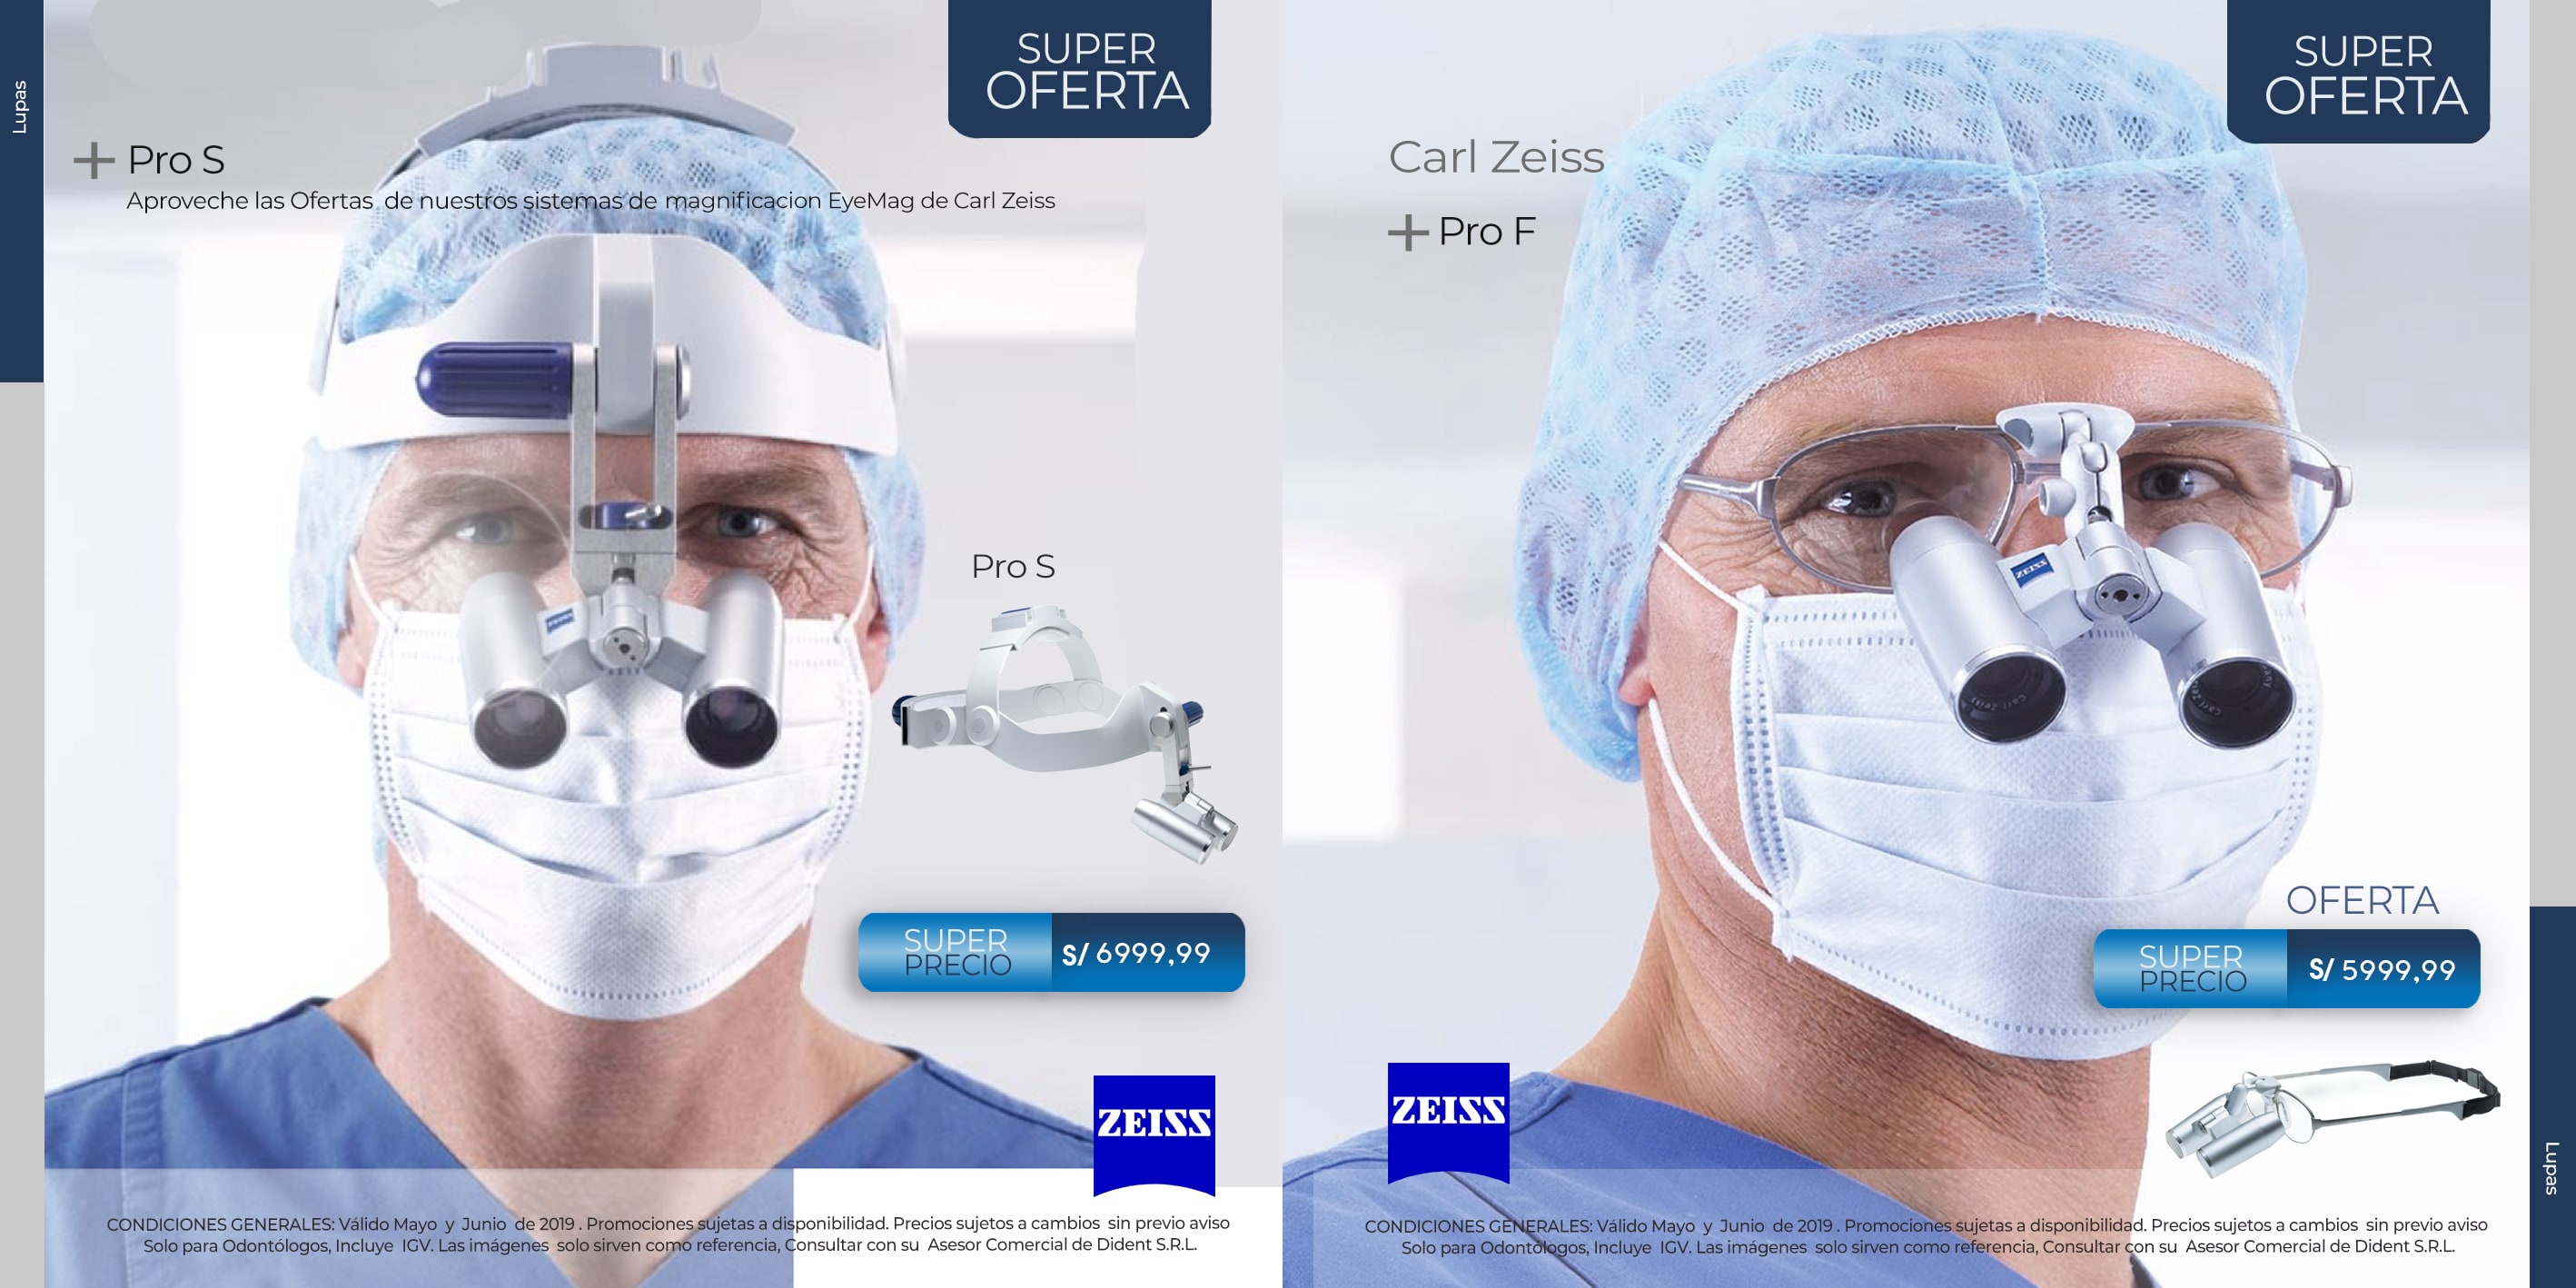 Lupas
SUPER
OFERTA
Pro S
Aproveche las Ofertas de nuestros sistemas de magnificacion EyeMag de Carl Zeiss
ZEISS
Pro S
SUPER
PRECIO
S/ 6999,99
ZEISS
CONDICIONES GENERALES: Válido Mayo y Junio de 2019 . Promociones sujetas a disponibilidad. Precios sujetos a cambios sin previo aviso
Solo para Odontólogos, Incluye IGV. Las imágenes solo sirven como referencia, Consultar con su Asesor Comercial de Dident S.R.L.
SUPER
OFERTA
Carl Zeiss
Pro F
ZEISS
Carl Zeiss
OFERTA
SUPER
PRECIO
S/ 5999,99
ZEISS
Lupas
CONDICIONES GENERALES: Válido Mayo y Junio de 2019 . Promociones sujetas a disponibilidad. Precios sujetos a cambios sin previo aviso
Solo para Odontólogos, Incluye IGV. Las imágenes solo sirven como referencia, Consultar con su Asesor Comercial de Dident S.R.L.